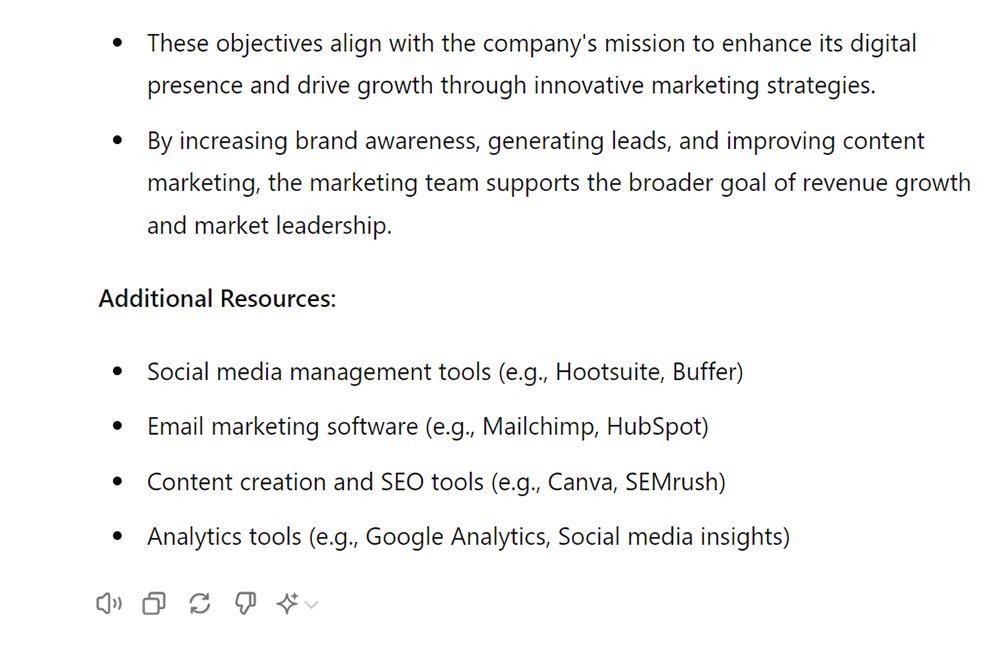 These objectives align with the company's mission to enhance its digital
presence and drive growth through innovative marketing strategies.
By increasing brand awareness, generating leads, and improving content
marketing, the marketing team supports the broader goal of revenue growth
and market leadership.
Additional Resources:
Social media management tools (e.g., Hootsuite, Buffer)
Email marketing software (e.g., Mailchimp, HubSpot)
Content creation and SEO tools (e.g., Canva, SEMrush)
Analytics tools (e.g., Google Analytics, Social media insights)